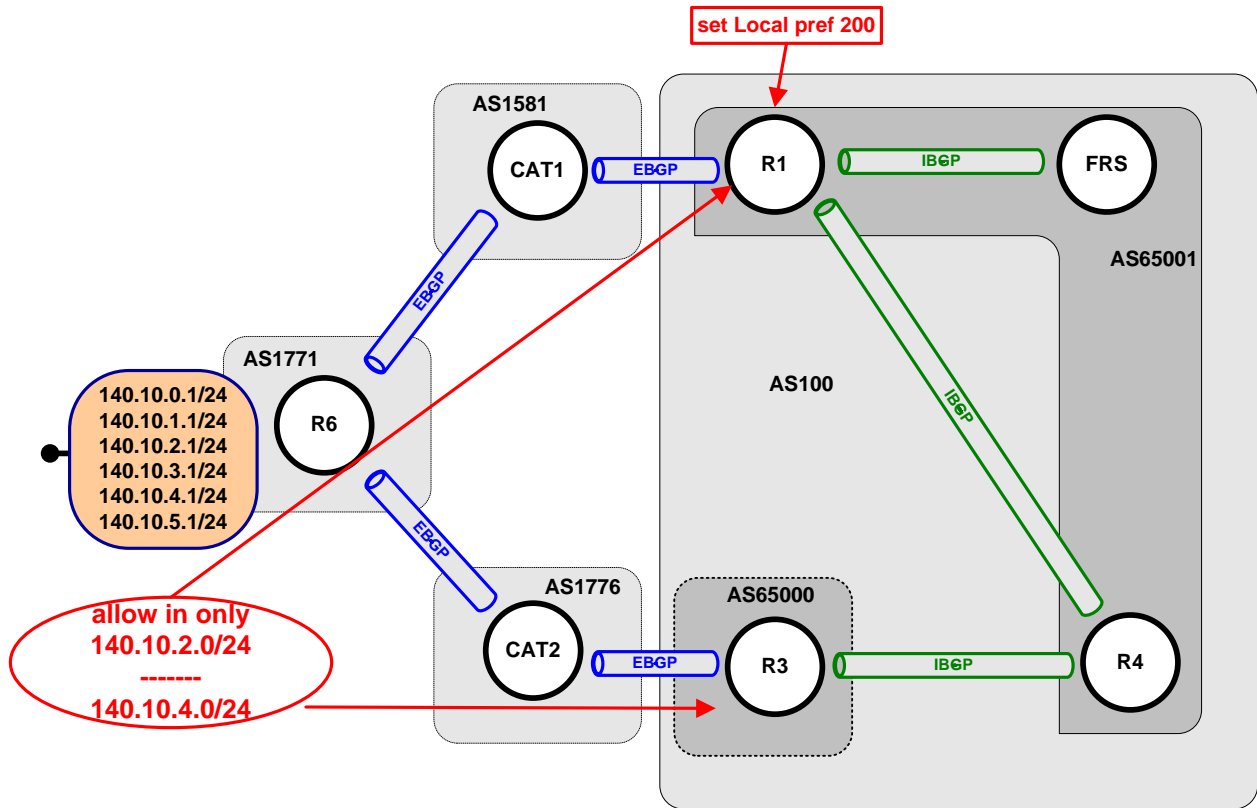 set Local pref 200
AS1581
CAT1
EBGP
R1
IBGP
FRS
AS65001
EBGP
AS1771
R6
140.10.0.1/24
140.10.1.1/24
140.10.2.1/24
140.10.3.1/24
140.10.4.1/24
140.10.5.1/24
AS100
IBGP
EBGP
AS1776
CAT2
EBGP
AS65000
R3
IBGP
R4
allow in only
140.10.2.0/24
-------
140.10.4.0/24